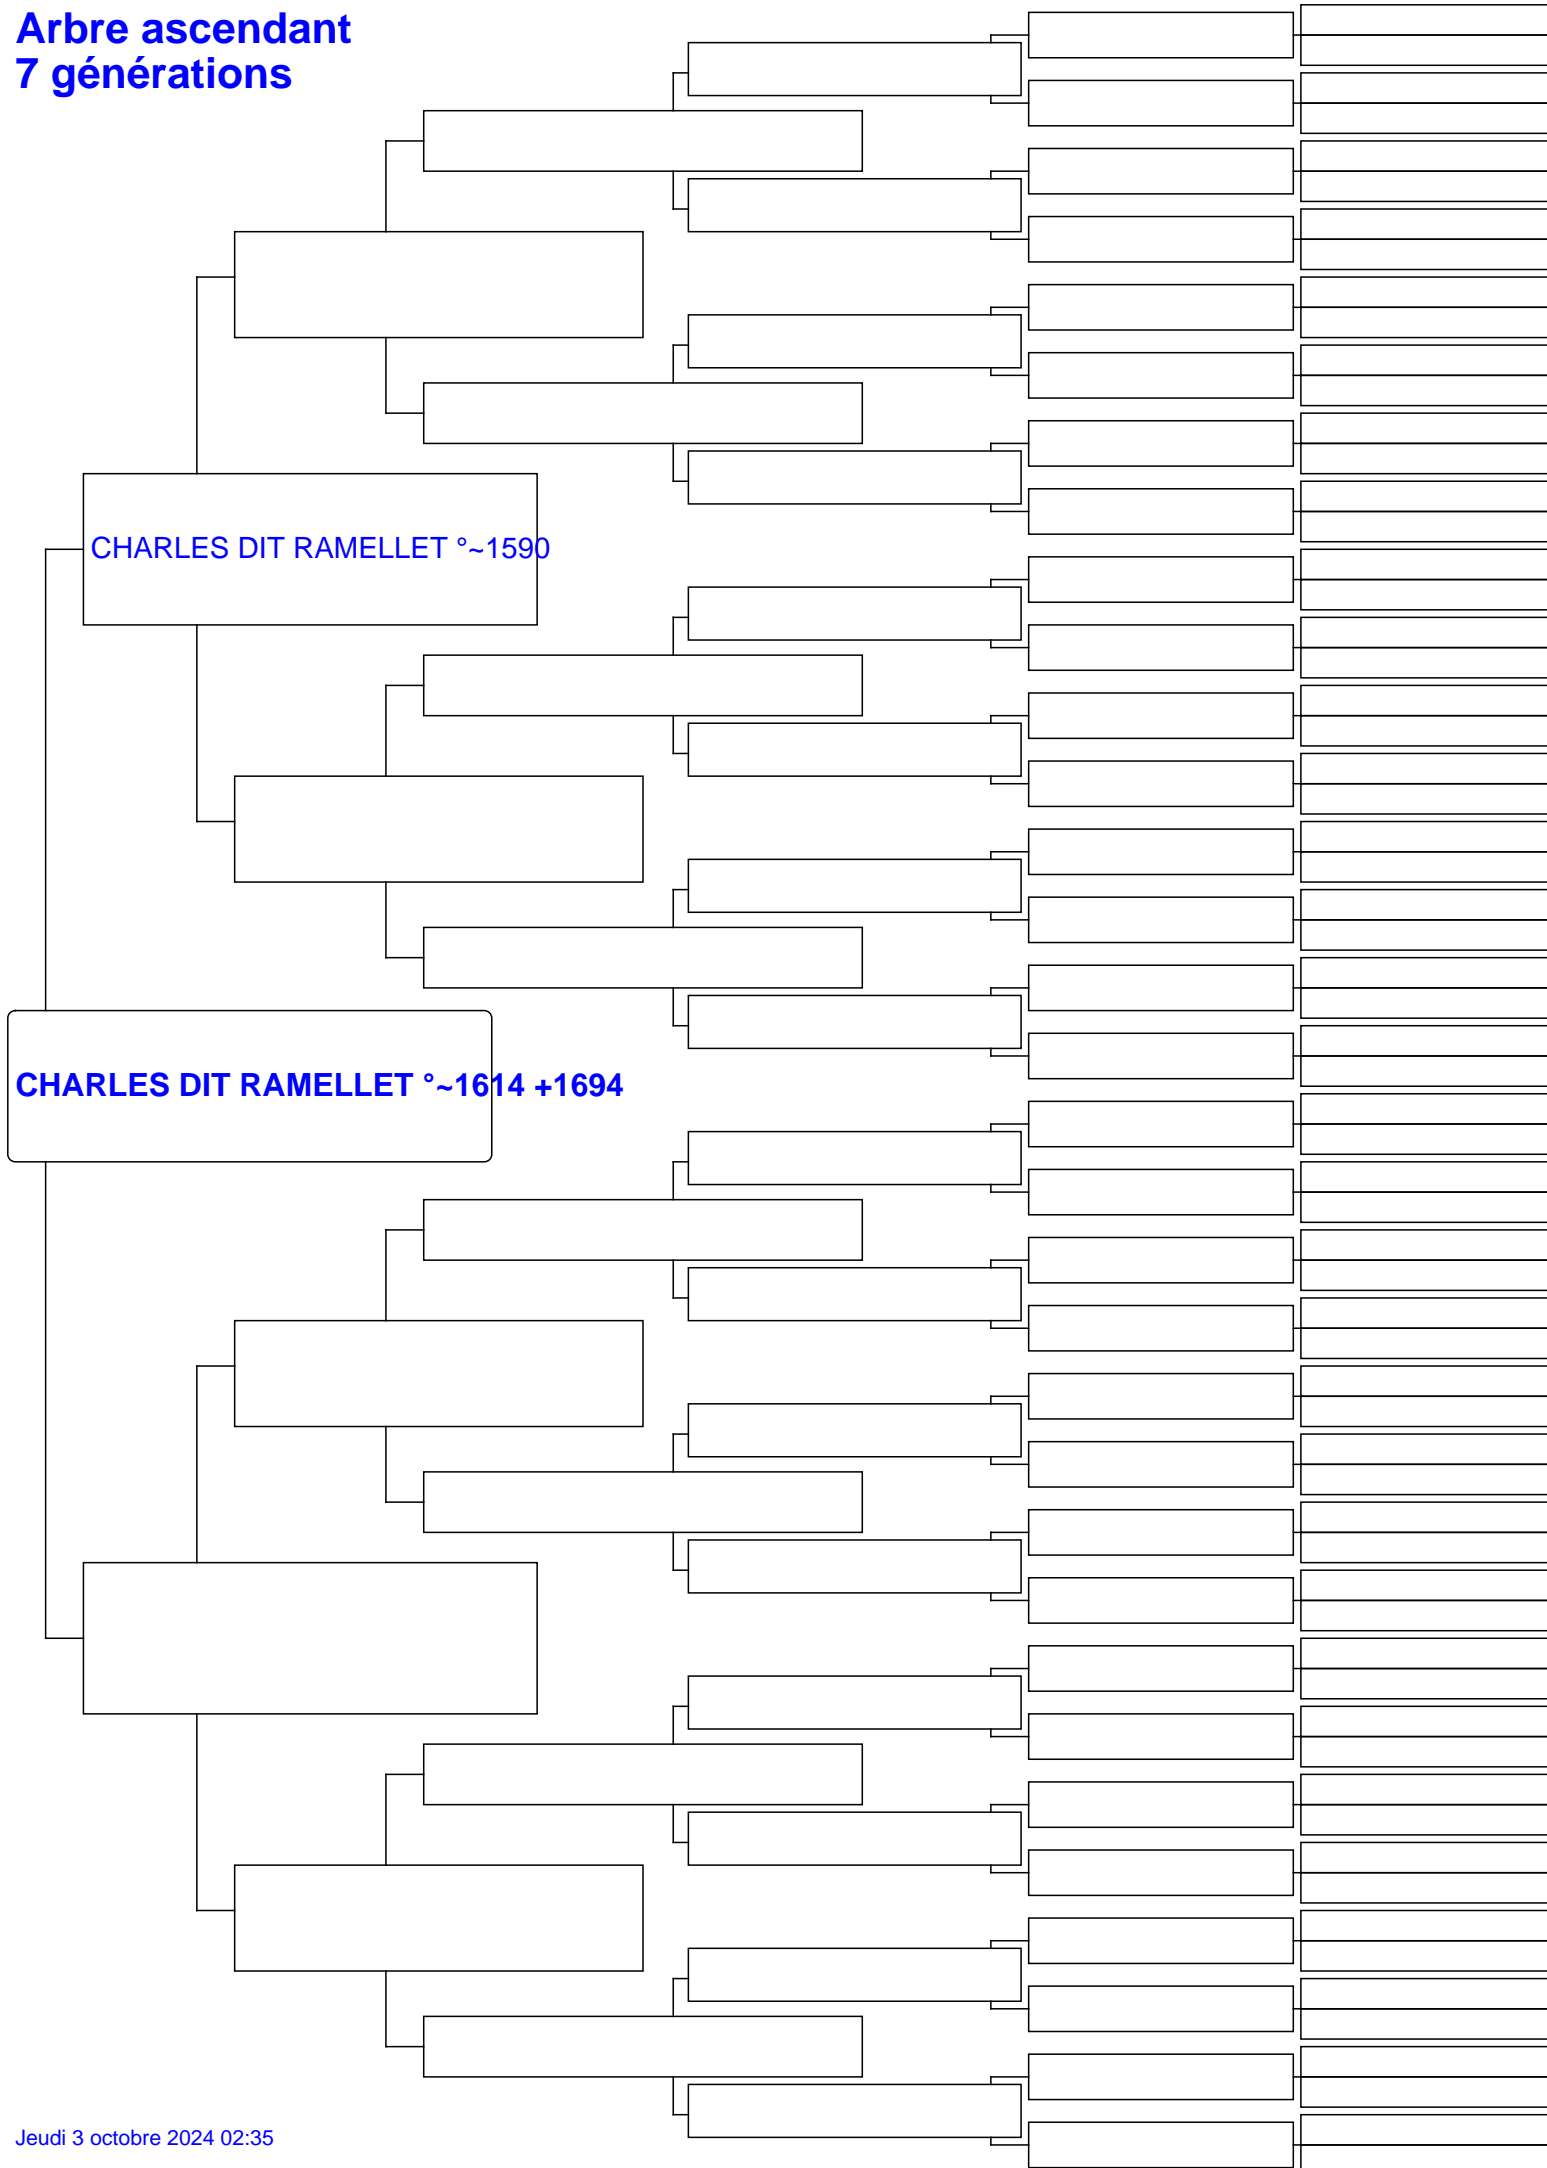 Arbre ascendant
7 générations
CHARLES DIT RAMELLET °~1590
CHARLES DIT RAMELLET °~1614 +1694
Jeudi 3 octobre 2024 02:35